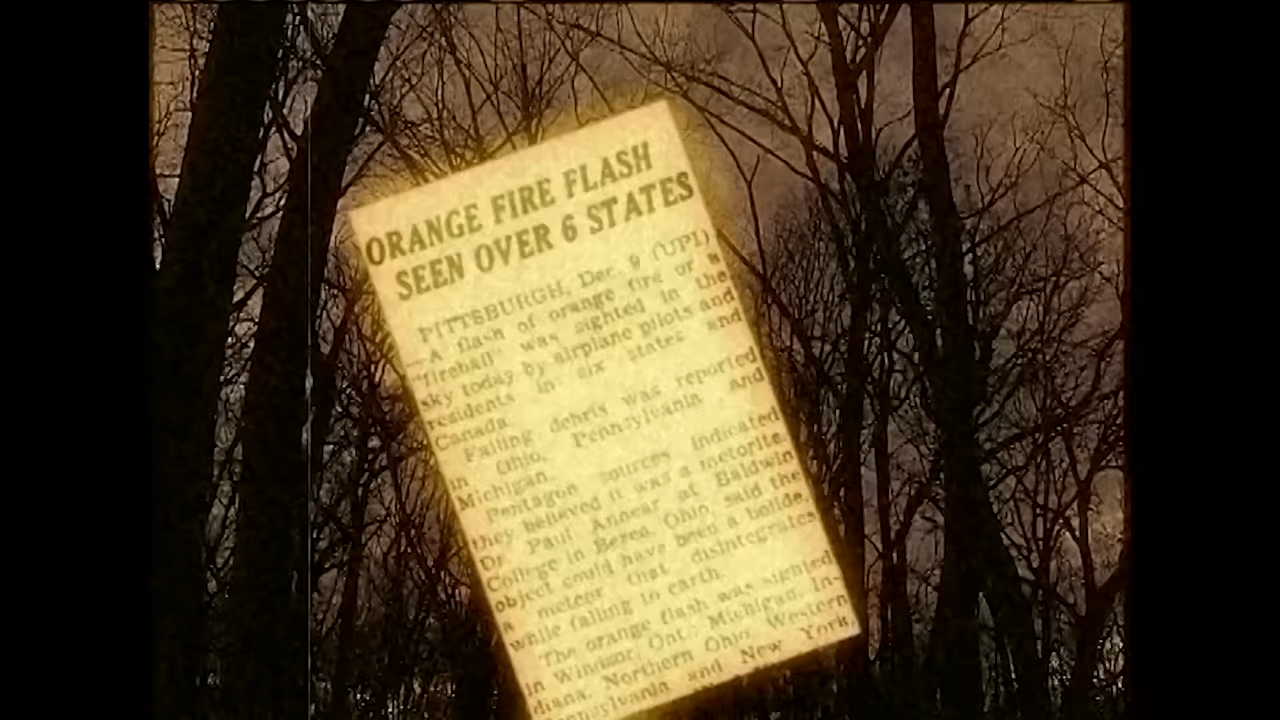 ORANGE FIRE FLASH
SEEN OVER 6 STATES
PITTSBURGH, Dec. 9 (UPI)
—A flash of orange fire or a
"fireball" was sighted in the
sky today by airplane pilots and
residents in six states and
Canada.
Falling debris was reported
in Ohio, Pennsylvania and
Michigan.
Pentagon sources indicated
they believed it was a metorite.
Dr. Paul Annear at Baldwin
College in Berea, Ohio, said the
object could have been a bolide,
a meteor that disintegrates
while falling to earth.
The orange flash was sighted
in Windsor, Ont., Michigan, In-
diana, Northern Ohio, Western
Pennsylvania and New York.